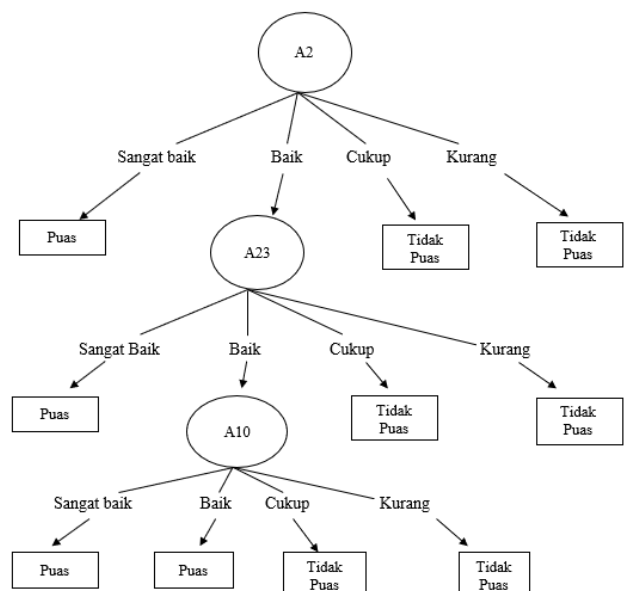 A2
Sangat baik
Baik
Cukup
Kurang
Puas
A23
Tidak
Puas
Tidak
Puas
Sangat Baik
Baik
Cukup
Kurang
Puas
A10
Tidak
Puas
Tidak
Puas
Sangat baik
Baik
Cukup
Kurang
Puas
Puas
Tidak
Puas
Tidak
Puas